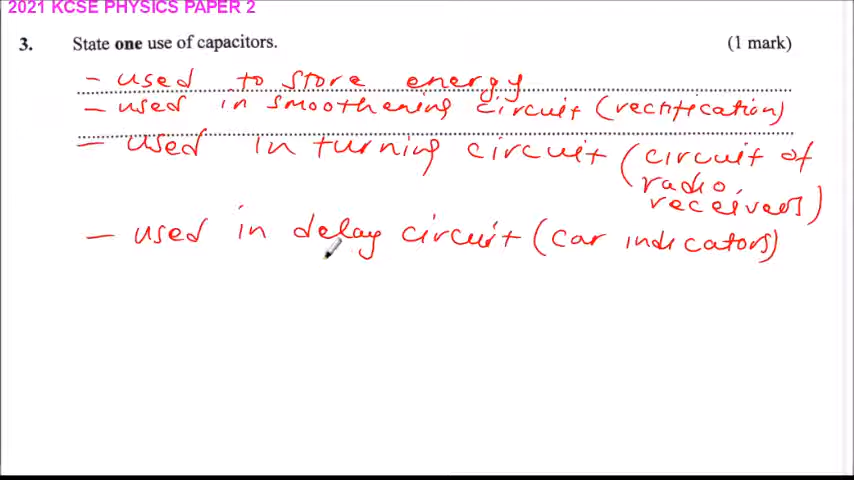 2021 KCSE PHYSICS PAPER 2
3. State one use of capacitors. (1 mark)
- used to store energy
- used in smoothening circuit (rectification)
- used in turning circuit (circuit of
radio
receivers)
- used in delay circuit (car indicators)